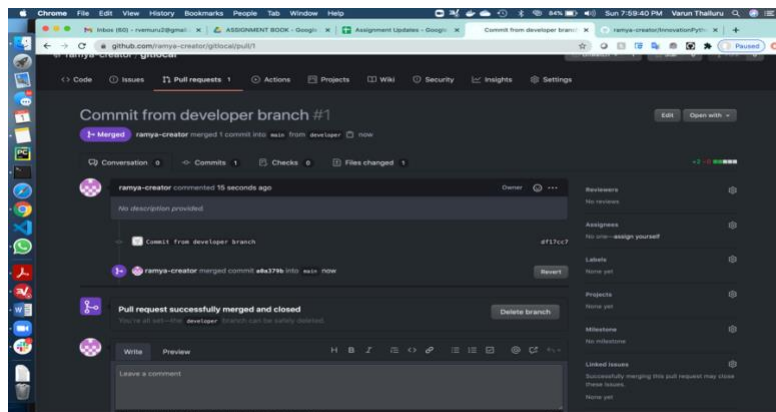 Chrome File Edit View History Bookmarks People Tab Window Help 84% Sun 7:59:40 PM Varun Thalluru
Inbox (60) - rvemuru2@gmail. ASSIGNMENT BOOK - Google Assignment Updates - Google Commit from developer branch ramya-creator/InnovationPyth
github.com/ramya-creator/gitlocal/pull/1 Paused
ramya-creator/gitlocal
Code Issues Pull requests 1 Actions Projects Wiki Security Insights Settings
Commit from developer branch #1
Edit Open with
Merged ramya-creator merged 1 commit into main from developer now
Conversation 0 Commits 1 Checks 0 Files changed 1
ramya-creator commented 15 seconds ago Owner
No description provided.
Commit from developer branch df17cc7
ramya-creator merged commit into main now Revert
Pull request successfully merged and closed
You're all set—the developer branch can be safely deleted.
Delete branch
Write Preview H B I
Leave a comment
Reviewers
No reviews
Assignees
No one—assign yourself
Labels
None yet
Projects
None yet
Milestone
No milestone
Linked issues
Successfully merging this pull request may close
these issues.
None yet